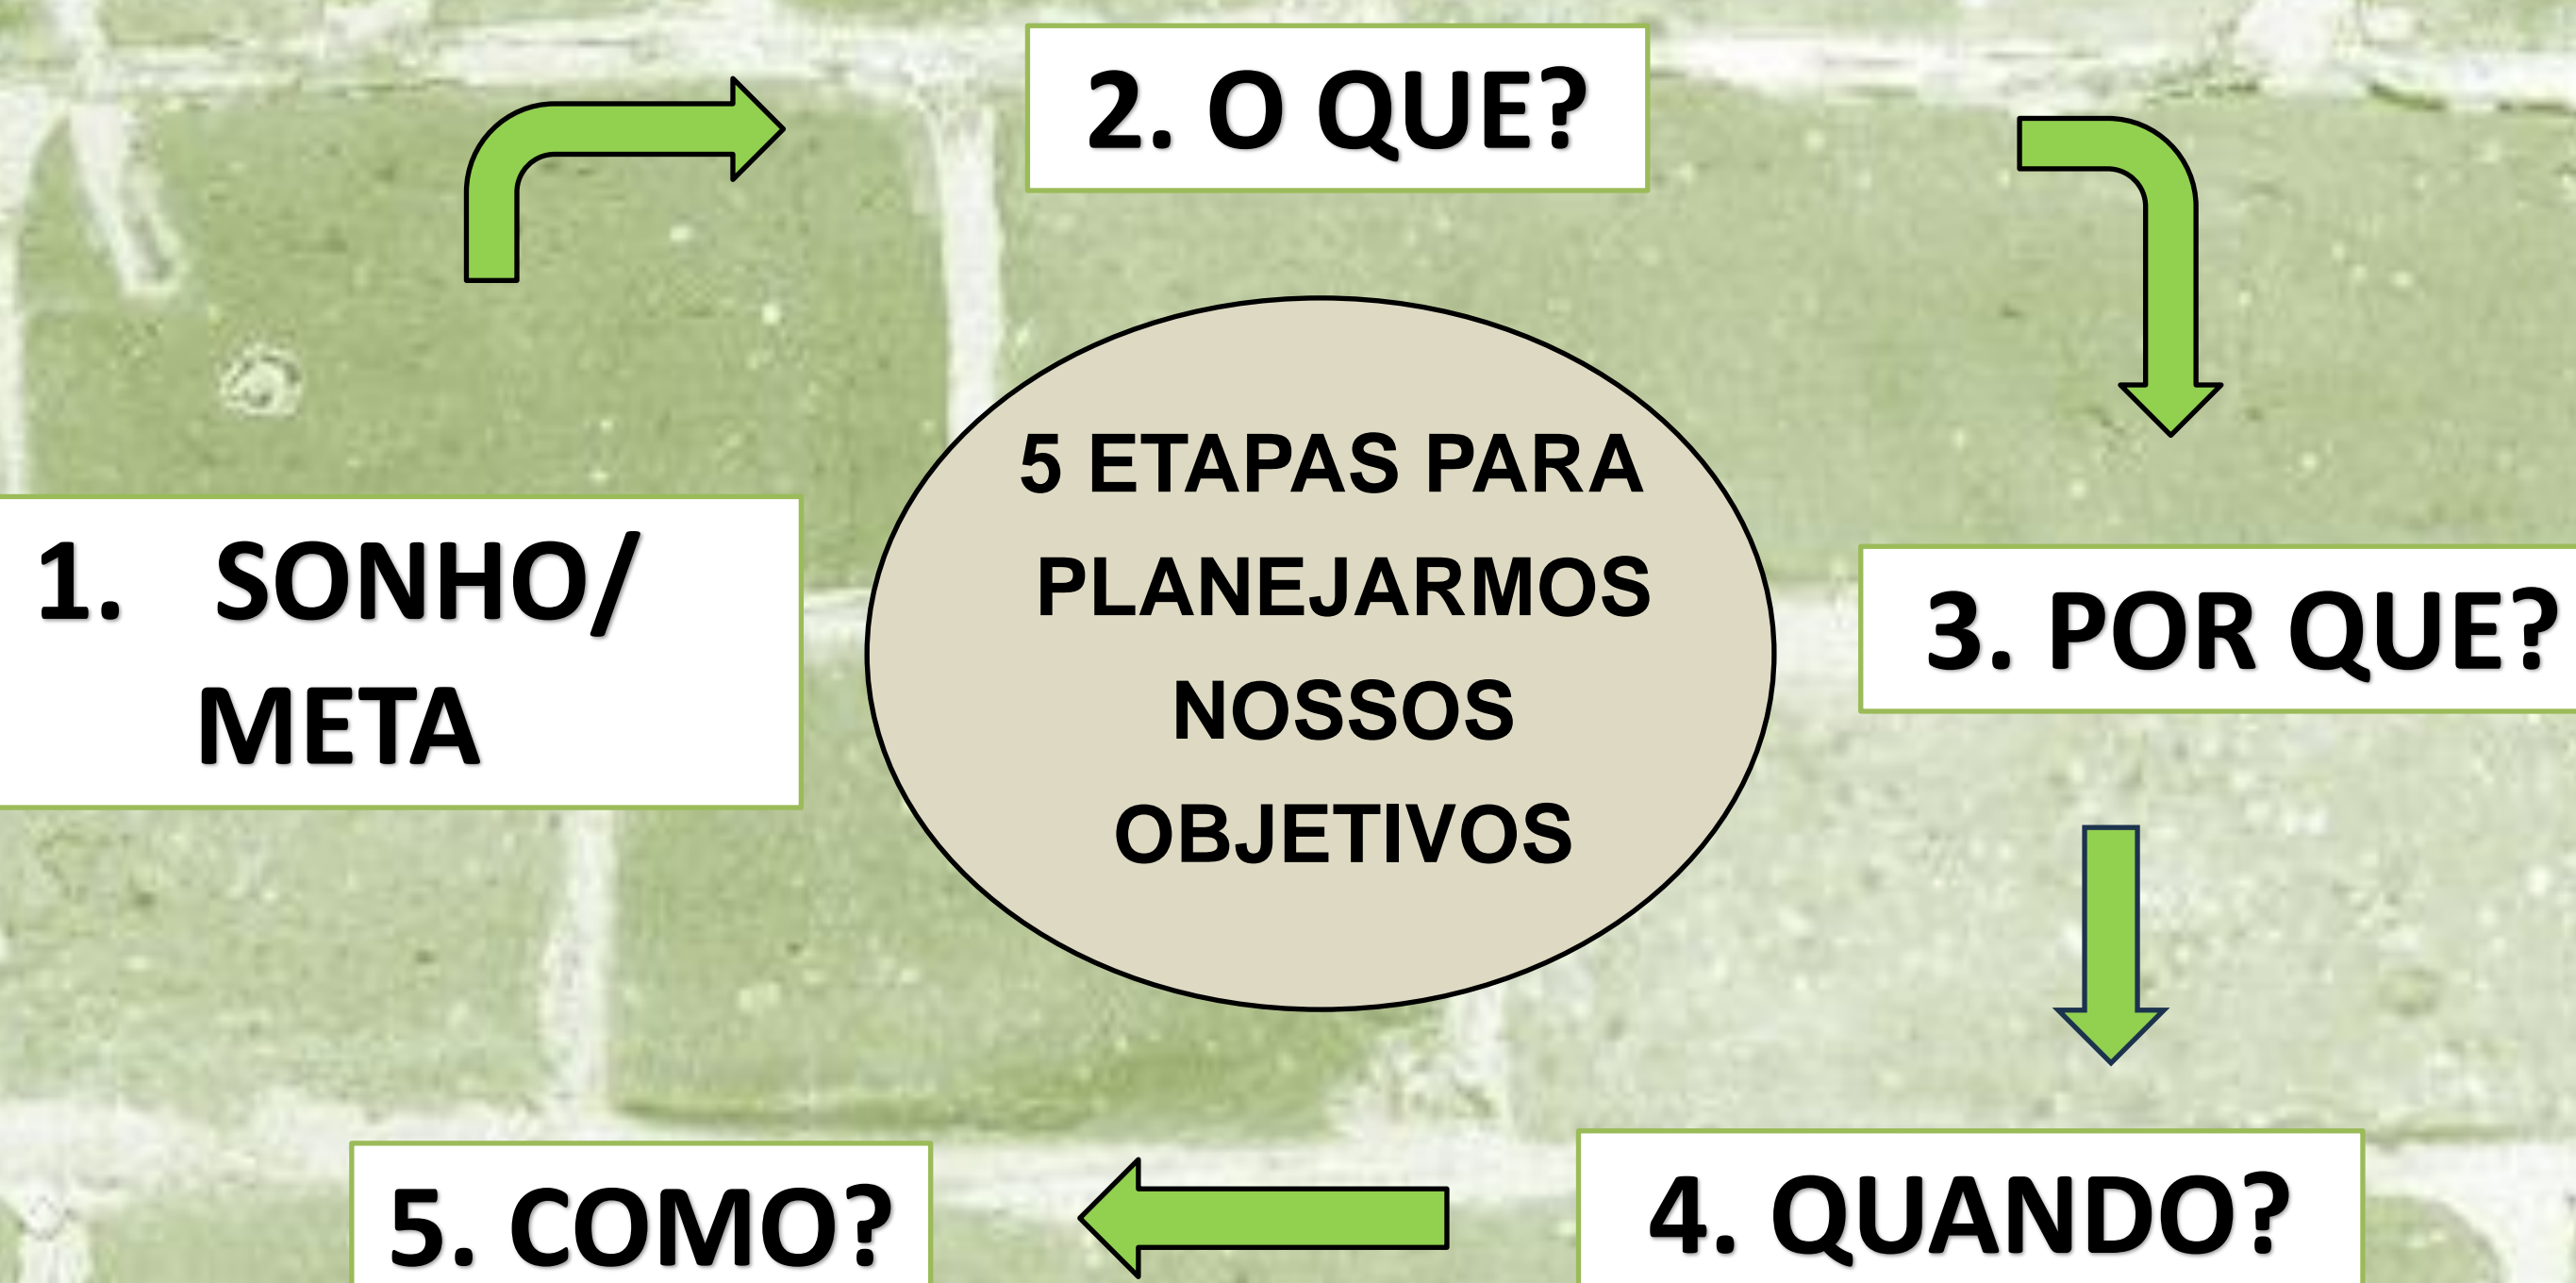 2. O QUE?
5 ETAPAS PARA
PLANEJARMOS
NOSSOS
OBJETIVOS
1. SONHO/
META
3. POR QUE?
5. COMO?
4. QUANDO?